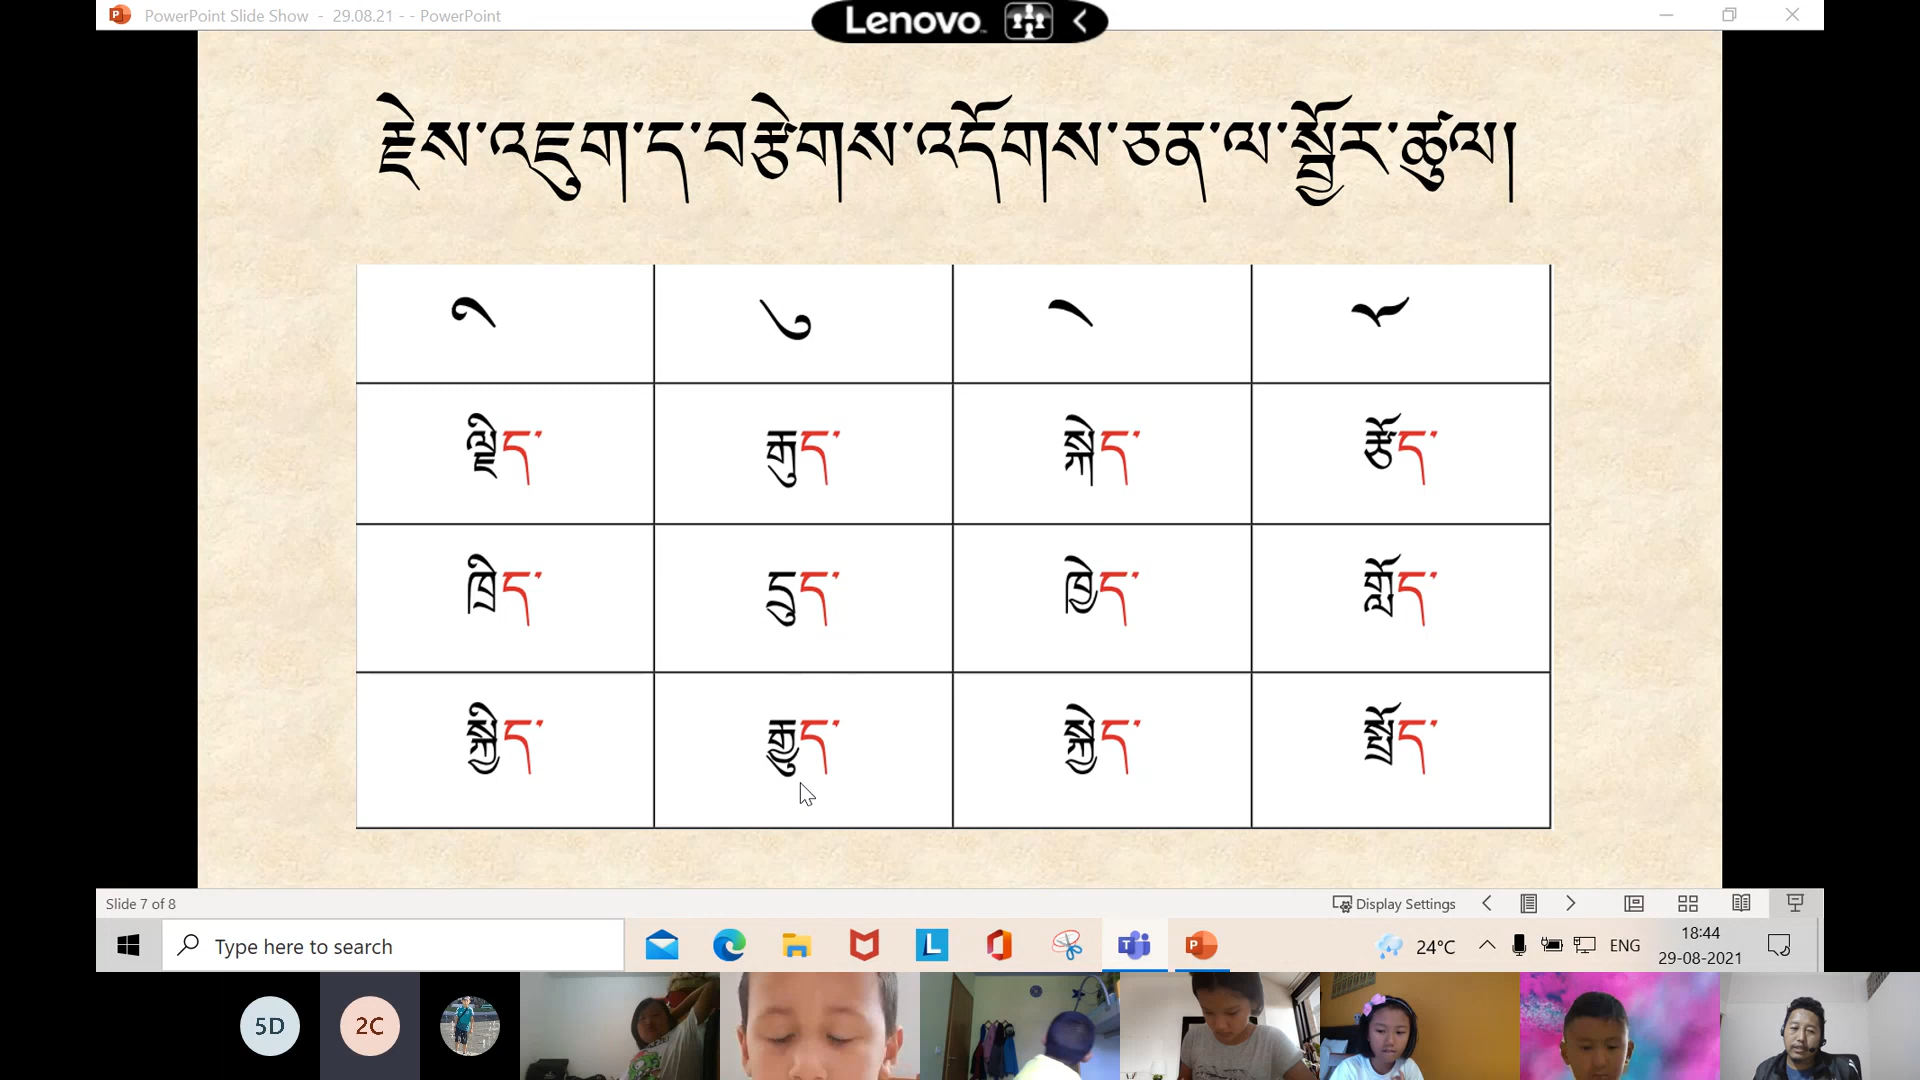 PowerPoint Slide Show - 29.08.21 - - PowerPoint
Lenovo
རྗེས་འཇུག་ད་བརྩེགས་འདོགས་ཅན་ལ་སྦྱོར་ཚུལ།
ི ུ ེ ོ
ལྗིད་ རྒུད་ སྐེད་ རྩོད་
ཁྲིད་ དྲུད་ ཁྱེད་ གློད་
སྐྱིད་ རྒྱུད་ སྐྱེད་ སྤྲོད་
Slide 7 of 8
Display Settings
Type here to search
24°C
ENG
18:44
29-08-2021
5D
2C